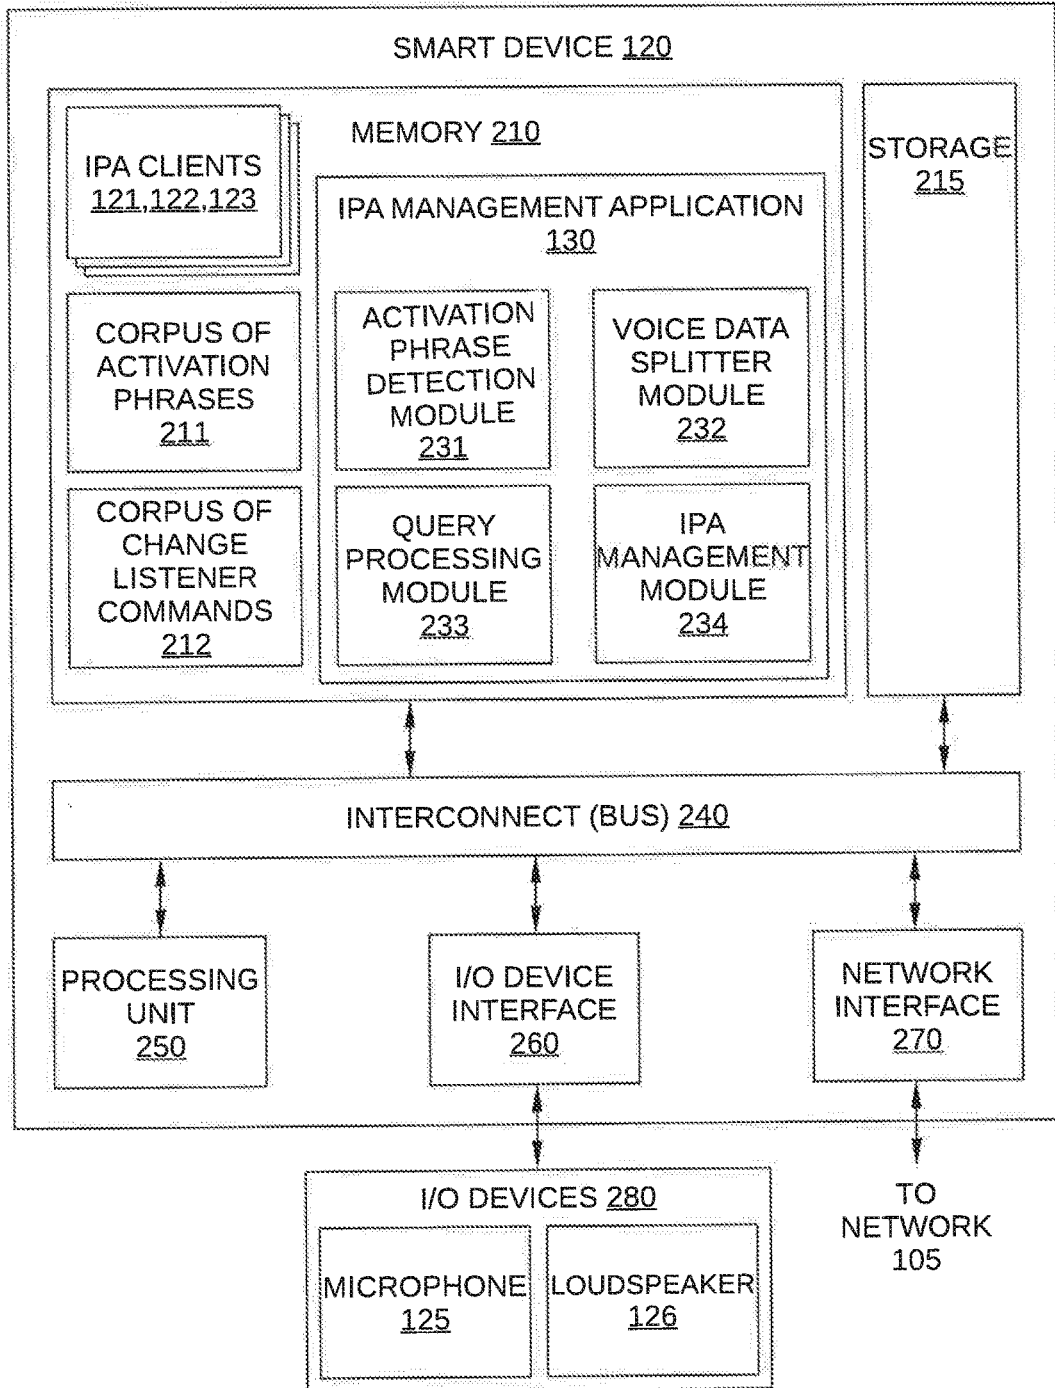 SMART DEVICE 120
MEMORY 210
IPA CLIENTS
121,122,123
IPA MANAGEMENT APPLICATION
130
CORPUS OF
ACTIVATION
PHRASES
211
ACTIVATION
PHRASE
DETECTION
MODULE
231
VOICE DATA
SPLITTER
MODULE
232
CORPUS OF
CHANGE
LISTENER
COMMANDS
212
QUERY
PROCESSING
MODULE
233
IPA
MANAGEMENT
MODULE
234
STORAGE
215
INTERCONNECT (BUS) 240
PROCESSING
UNIT
250
I/O DEVICE
INTERFACE
260
NETWORK
INTERFACE
270
I/O DEVICES 280
MICROPHONE
125
LOUDSPEAKER
126
TO
NETWORK
105